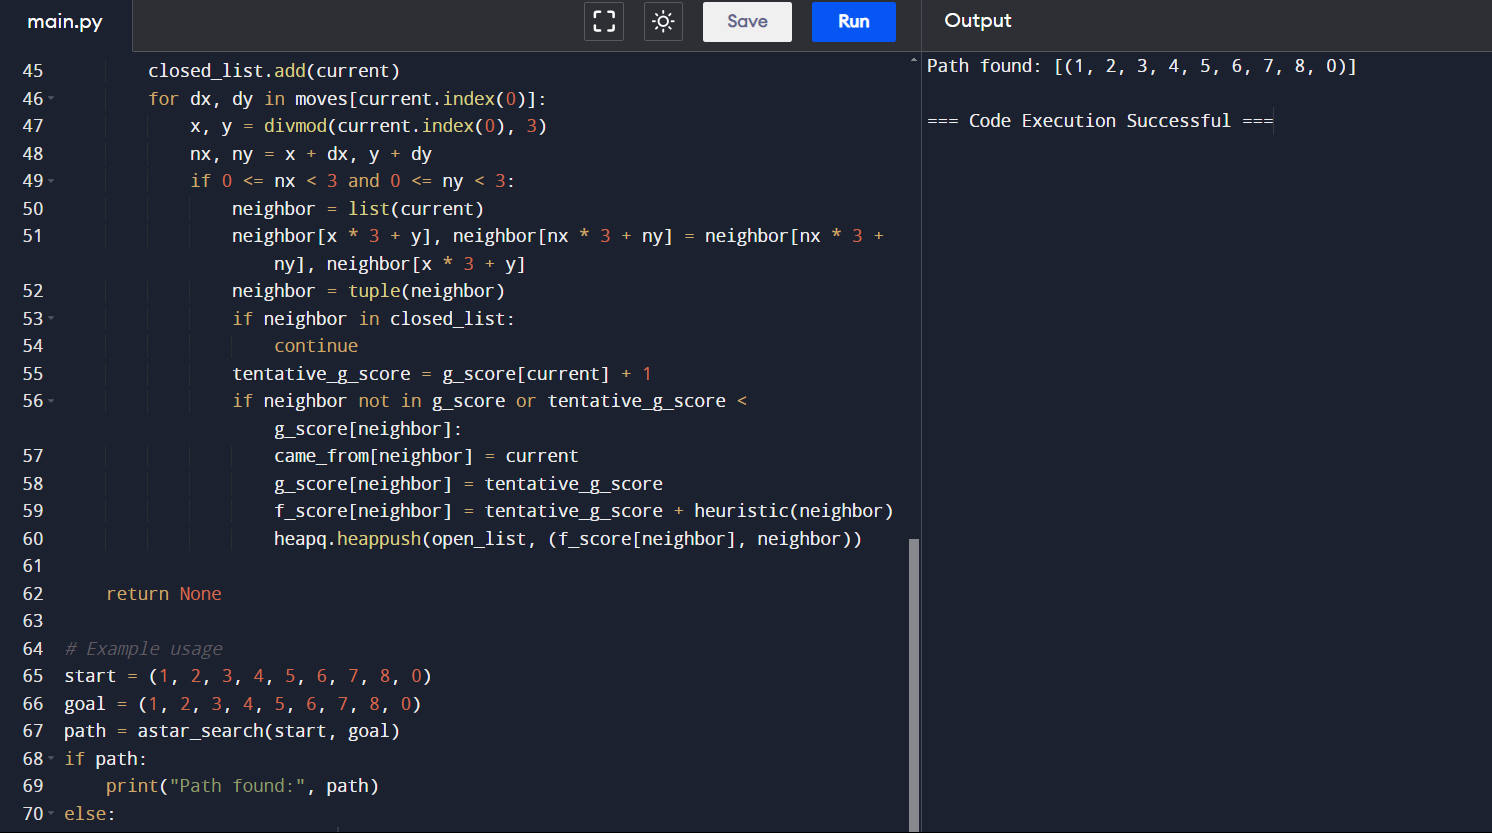 main.py
Save
Run
Output
45 closed_list.add(current)
46 for dx, dy in moves[current.index(0)]:
47 x, y = divmod(current.index(0), 3)
48 nx, ny = x + dx, y + dy
49 if 0 <= nx < 3 and 0 <= ny < 3:
50 neighbor = list(current)
51 neighbor[x * 3 + y], neighbor[nx * 3 + ny] = neighbor[nx * 3 +
ny], neighbor[x * 3 + y]
52 neighbor = tuple(neighbor)
53 if neighbor in closed_list:
54 continue
55 tentative_g_score = g_score[current] + 1
56 if neighbor not in g_score or tentative_g_score <
g_score[neighbor]:
57 came_from[neighbor] = current
58 g_score[neighbor] = tentative_g_score
59 f_score[neighbor] = tentative_g_score + heuristic(neighbor)
60 heapq.heappush(open_list, (f_score[neighbor], neighbor))
61
62 return None
63
64 # Example usage
65 start = (1, 2, 3, 4, 5, 6, 7, 8, 0)
66 goal = (1, 2, 3, 4, 5, 6, 7, 8, 0)
67 path = astar_search(start, goal)
68 if path:
69 print("Path found:", path)
70 else:
Path found: [(1, 2, 3, 4, 5, 6, 7, 8, 0)]
=== Code Execution Successful ===